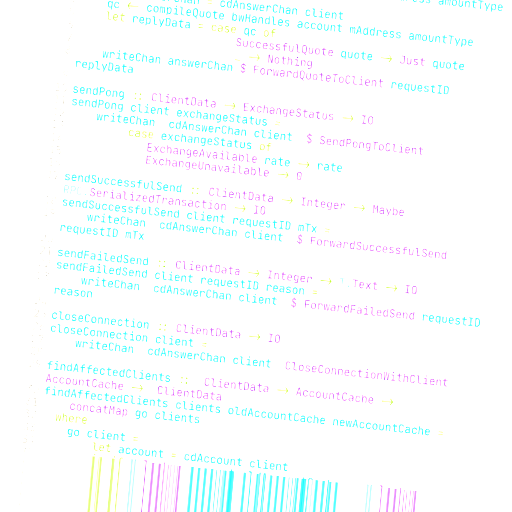 cdAnswerChan client amountType
qc ← compileQuote bwHandles account mAddress amountType
let replyData = case qc of
SuccessfulQuote quote → Just quote
→ Nothing
writeChan answerChan $ ForwardQuoteToClient requestID
replyData
sendPong :: ClientData → ExchangeStatus → IO
sendPong client exchangeStatus
writeChan cdAnswerChan client $ SendPongToClient
case exchangeStatus of
ExchangeAvailable rate → rate
ExchangeUnavailable → 0
sendSuccessfulSend :: ClientData → Integer → Maybe
SerializedTransaction → IO
sendSuccessfulSend client requestID mTx
writeChan cdAnswerChan client $ ForwardSuccessfulSend
requestID mTx
sendFailedSend :: ClientData → Integer → Text → IO
sendFailedSend client requestID reason
writeChan cdAnswerChan client $ ForwardFailedSend requestID
reason
closeConnection :: ClientData → IO
closeConnection client
writeChan cdAnswerChan client CloseConnectionWithClient
findAffectedClients :: ClientData → AccountCache →
AccountCache → ClientData
findAffectedClients clients oldAccountCache newAccountCache =
concatMap go clients
where
go client =
let account = cdAccount client